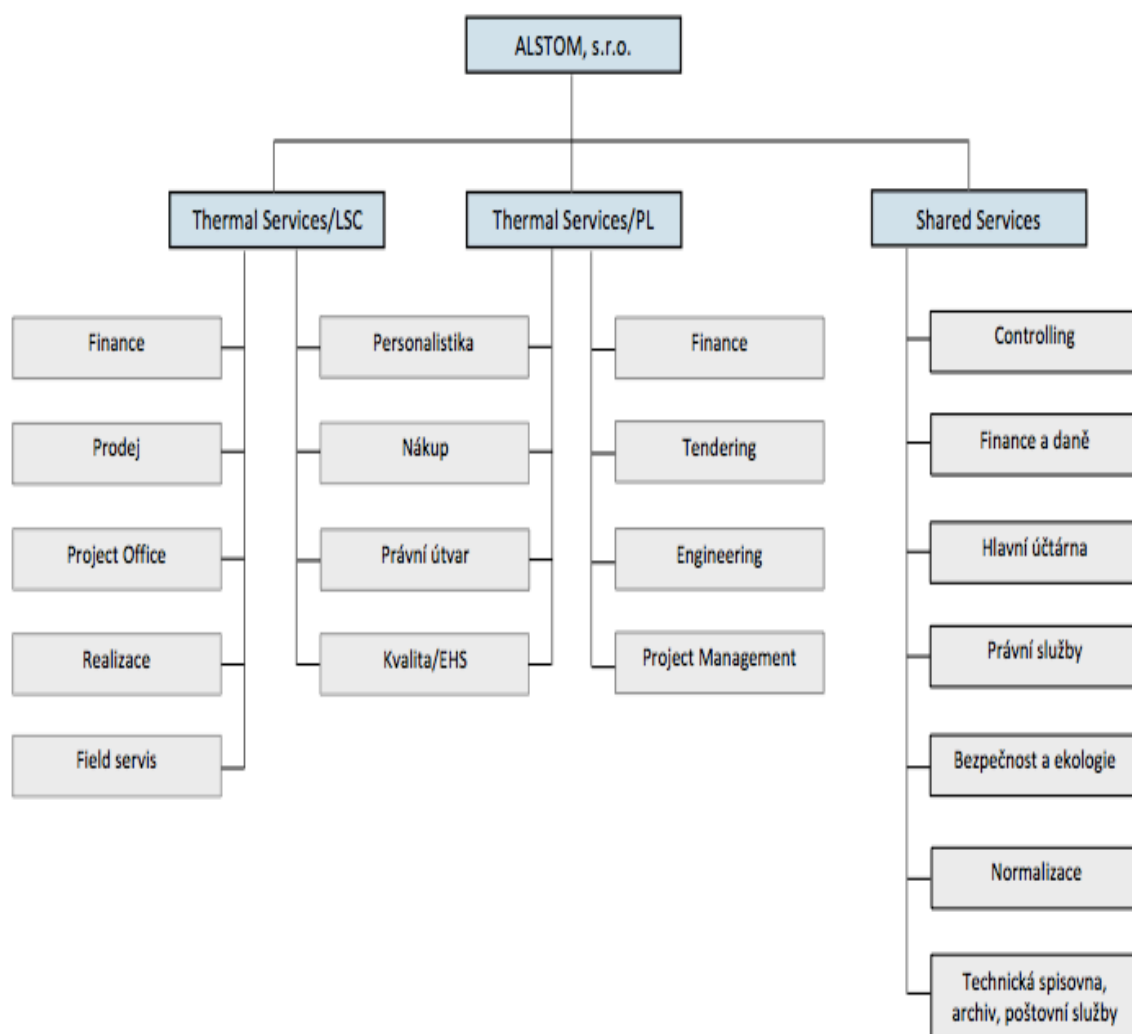 ALSTOM, s.r.o.
Thermal Services/LSC
Thermal Services/PL
Shared Services
Finance
Prodej
Project Office
Realizace
Field servis
Personalistika
Nákup
Právní útvar
Kvalita/EHS
Finance
Tendering
Engineering
Project Management
Controlling
Finance a daně
Hlavní účtárna
Právní služby
Bezpečnost a ekologie
Normalizace
Technická spisovna,
archiv, poštovní služby